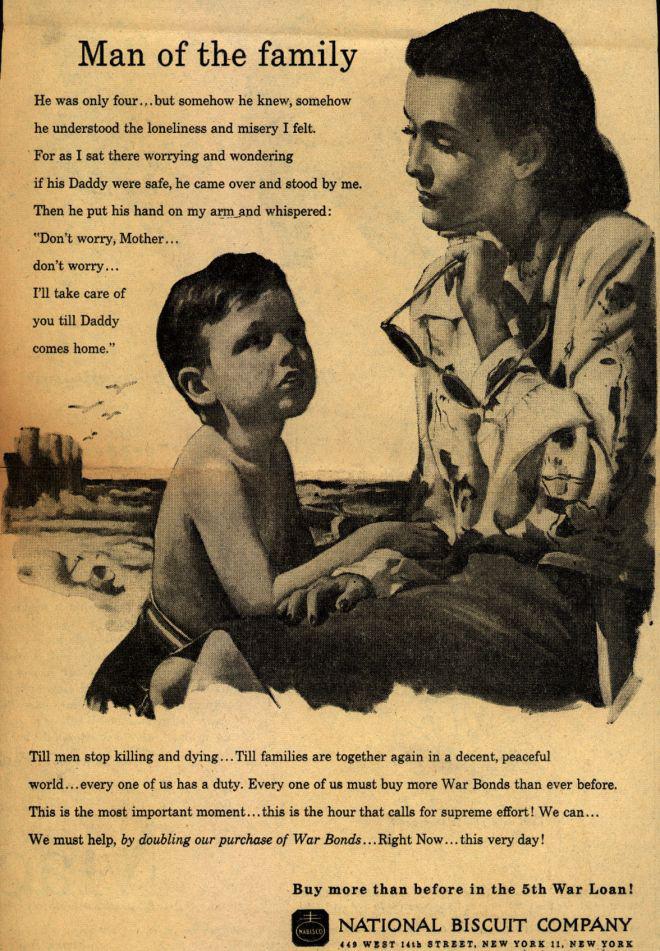 Man of the family
He was only four...but somehow he knew, somehow
he understood the loneliness and misery I felt.
For as I sat there worrying and wondering
if his Daddy were safe, he came over and stood by me.
Then he put his hand on my arm and whispered:
"Don't worry, Mother...
don't worry...
I'll take care of
you till Daddy
comes home."
Till men stop killing and dying...Till families are together again in a decent, peaceful
world...every one of us has a duty. Every one of us must buy more War Bonds than ever before.
This is the most important moment...this is the hour that calls for supreme effort! We can...
We must help, by doubling our purchase of War Bonds...Right Now...this very day!
Buy more than before in the 5th War Loan!
NABISCO
NATIONAL BISCUIT COMPANY
449 WEST 14th STREET, NEW YORK 11, NEW YORK